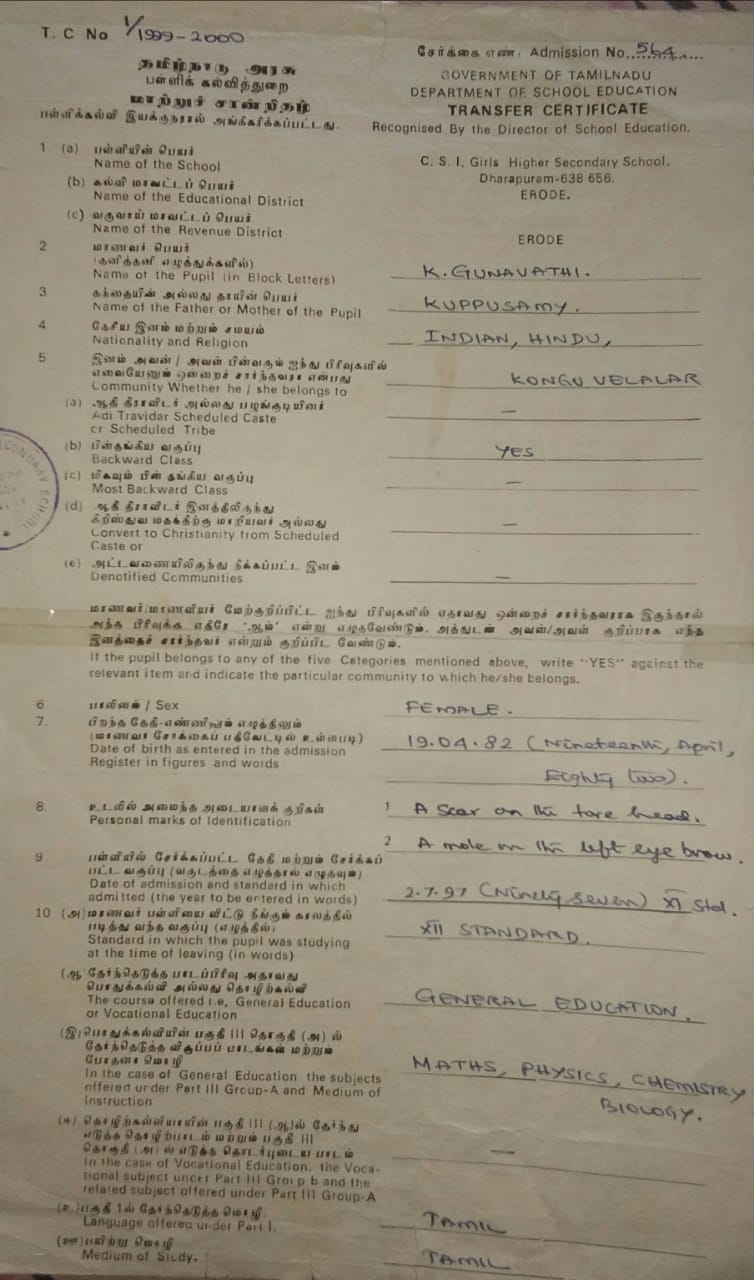 T. C No 1/1999-2000
சேர்க்கை எண்: Admission No. 564
தமிழ்நாடு அரசு
பள்ளிக் கல்வித்துறை
மாற்றுச் சான்றிதழ்
பள்ளிக்கல்வி இயக்குநரால் அங்கீகரிக்கப்பட்டது.
GOVERNMENT OF TAMILNADU
DEPARTMENT OF SCHOOL EDUCATION
TRANSFER CERTIFICATE
Recognised By the Director of School Education.
1 (a) பள்ளியின் பெயர்
Name of the School
C. S. I. Girls Higher Secondary School,
Dharapuram-638 656.
(b) கல்வி மாவட்டப் பெயர்
Name of the Educational District
ERODE.
(c) வருவாய் மாவட்டப் பெயர்
Name of the Revenue District
ERODE
2 மாணவர் பெயர்
(தனித்தனி எழுத்துக்களில்)
Name of the Pupil (in Block Letters)
K. GUNAVATHI.
3 தந்தையின் அல்லது தாயின் பெயர்
Name of the Father or Mother of the Pupil
KUPPUSAMY.
4 தேசிய இனம் மற்றும் சமயம்
Nationality and Religion
INDIAN, HINDU,
5 இனம் அவன் / அவள் பின்வரும் ஐந்து பிரிவுகளில்
எவையேனும் ஒன்றைச் சார்ந்தவரா என்பது
Community Whether he / she belongs to
KONGU VELALAR
(a) ஆதி திராவிடர் அல்லது பழங்குடியினர்
Adi Travidar Scheduled Caste
or Scheduled Tribe
—
(b) பின்தங்கிய வகுப்பு
Backward Class
YES
(c) மிகவும் பின் தங்கிய வகுப்பு
Most Backward Class
—
(d) ஆதி திராவிடர் இனத்திலிருந்து
கிறிஸ்துவ மதத்திற்கு மாறியவர் அல்லது
Convert to Christianity from Scheduled
Caste or
—
(e) அட்டவணையிலிருந்து நீக்கப்பட்ட இனம்
Denotified Communities
—
SECONDARY SCHOOL
மாணவர்/மாணவியர் மேற்குறிப்பிட்ட ஐந்து பிரிவுகளில் ஏதாவது ஒன்றைச் சார்ந்தவராக இருந்தால்
அந்த பிரிவுக்கு எதிரே 'ஆம்' என்று எழுதவேண்டும். அத்துடன் அவன்/அவள் குறிப்பாக எந்த
இனத்தைச் சார்ந்தவர் என்றும் குறிப்பிட வேண்டும்.
If the pupil belongs to any of the five Categories mentioned above, write "YES" against the
relevant item and indicate the particular community to which he/she belongs.
6 பாலினம் / Sex
FEMALE.
7. பிறந்த தேதி-எண்ணிலும் எழுத்திலும்
(மாணவர் சேர்க்கைப் பதிவேட்டில் உள்ளபடி)
Date of birth as entered in the admission
Register in figures and words
19.04.82 (Nineteenth, April,
Eighty two).
8. உடலில் அமைந்த அடையாளக் குறிகள்
Personal marks of Identification
1 A Scar on the fore head.
2 A mole on the left eye brow.
9 பள்ளியில் சேர்க்கப்பட்ட தேதி மற்றும் சேர்க்கப்
பட்ட வகுப்பு (வருடத்தை எழுத்தால் எழுதவும்)
Date of admission and standard in which
admitted (the year to be entered in words)
2.7.97 (Ninety seven) XI Std.
10 (அ) மாணவர் பள்ளியை விட்டு நீங்கும் காலத்தில்
படித்து வந்த வகுப்பு (எழுத்தில்)
Standard in which the pupil was studying
at the time of leaving (in words)
XII STANDARD.
(ஆ) தேர்ந்தெடுத்த பாடப்பிரிவு அதாவது
பொதுக்கல்வி அல்லது தொழிற்கல்வி
The course offered i.e, General Education
or Vocational Education
GENERAL EDUCATION.
(இ) பொதுக்கல்வியின் பகுதி III தொகுதி (அ) ல்
தேர்ந்தெடுத்த விருப்பப் பாடங்கள் மற்றும்
போதனா மொழி
In the case of General Education the subjects
offered under Part III Group-A and Medium of
Instruction
MATHS, PHYSICS, CHEMISTRY
BIOLOGY.
(ஈ) தொழிற்கல்வியாயின் பகுதி III (ஆ)ல் தேர்ந்து
எடுத்த தொழிற்பாடம் மற்றும் பகுதி III
தொகுதி (அ) ல் எடுத்த தொடர்புடைய பாடம்
In the case of Vocational Education, the Voca-
tional subject under Part III Group b and the
related subject offered under Part III Group-A
—
(உ) பகுதி 1ல் தேர்ந்தெடுத்த மொழி
Language offered under Part I.
TAMIL
(ஊ) பயிற்று மொழி
Medium of Study.
TAMIL